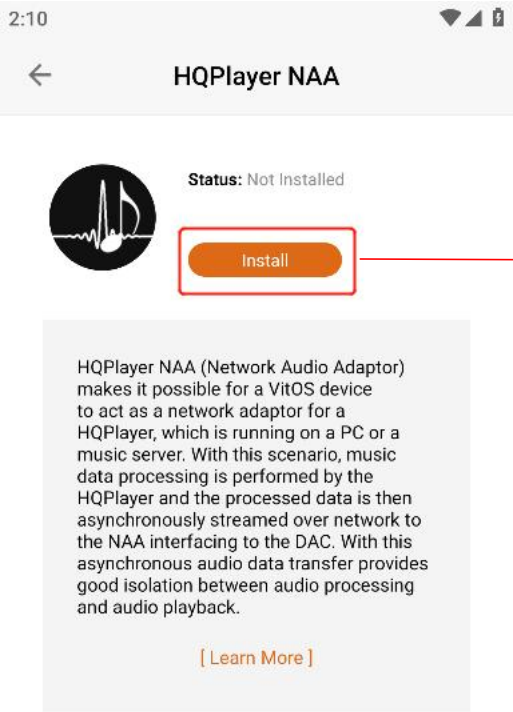 2:10
HQPlayer NAA
Status: Not Installed
Install
HQPlayer NAA (Network Audio Adaptor)
makes it possible for a VitOS device
to act as a network adaptor for a
HQPlayer, which is running on a PC or a
music server. With this scenario, music
data processing is performed by the
HQPlayer and the processed data is then
asynchronously streamed over network to
the NAA interfacing to the DAC. With this
asynchronous audio data transfer provides
good isolation between audio processing
and audio playback.
[ Learn More ]